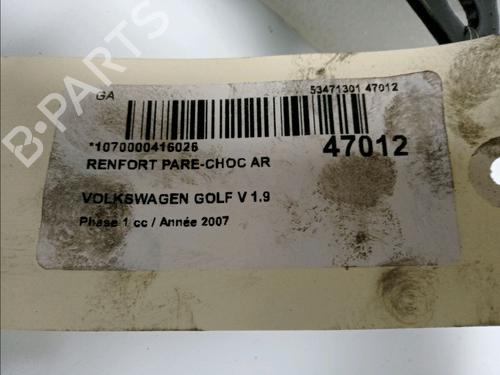 GA 53471301 47012
*1070000416026 47012
RENFORT PARE-CHOC AR
VOLKSWAGEN GOLF V 1.9
Phase 1 cc / Année 2007
B-PARTS